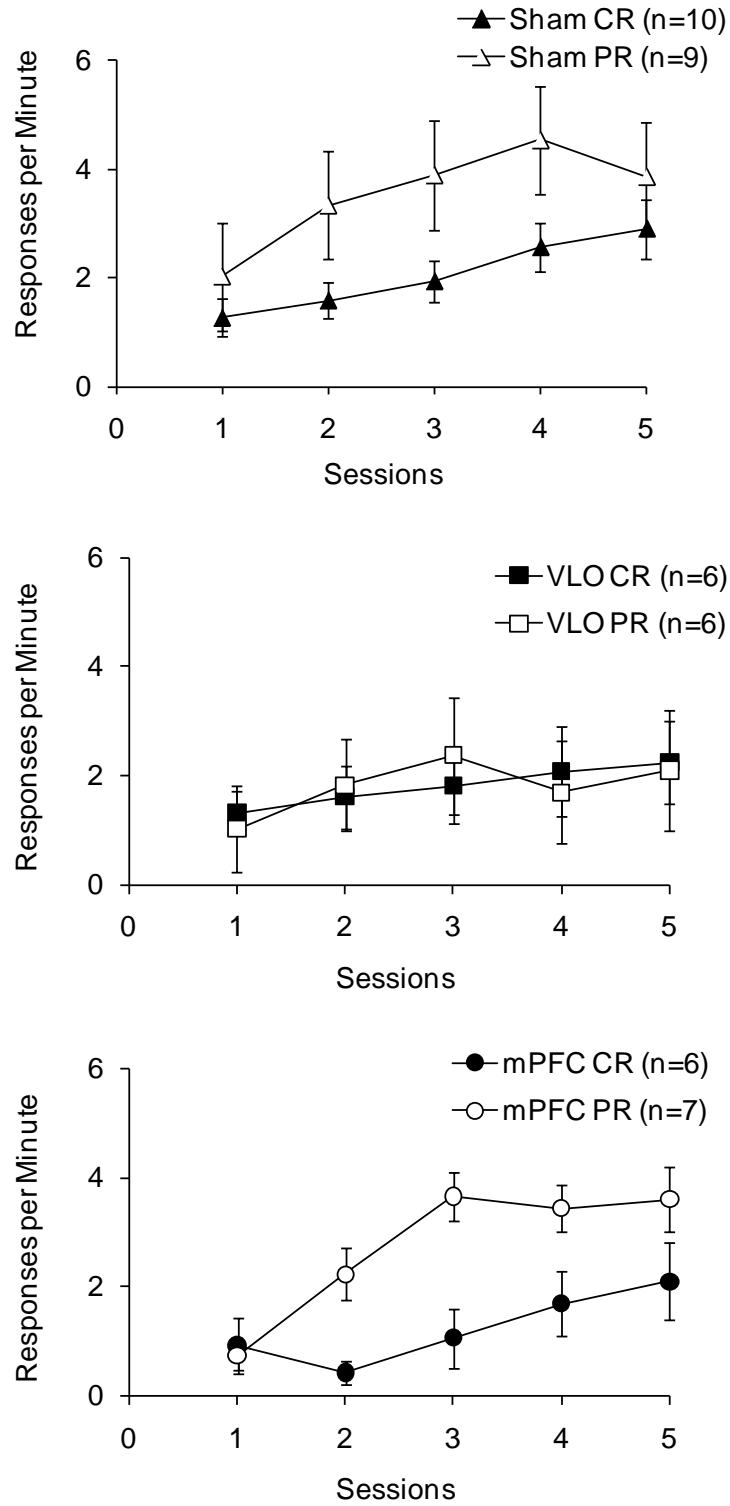 Sham CR (n=10)
Sham PR (n=9)
Responses per Minute
6
4
2
0
0 1 2 3 4 5
Sessions
VLO CR (n=6)
VLO PR (n=6)
Responses per Minute
6
4
2
0
0 1 2 3 4 5
Sessions
mPFC CR (n=6)
mPFC PR (n=7)
Responses per Minute
6
4
2
0
0 1 2 3 4 5
Sessions